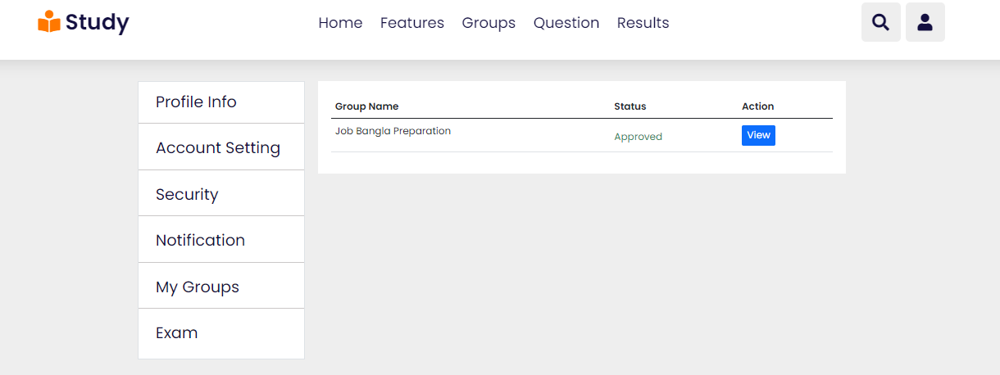 Study
Home Features Groups Question Results
Profile Info
Account Setting
Security
Notification
My Groups
Exam
Group Name Status Action
Job Bangla Preparation Approved View